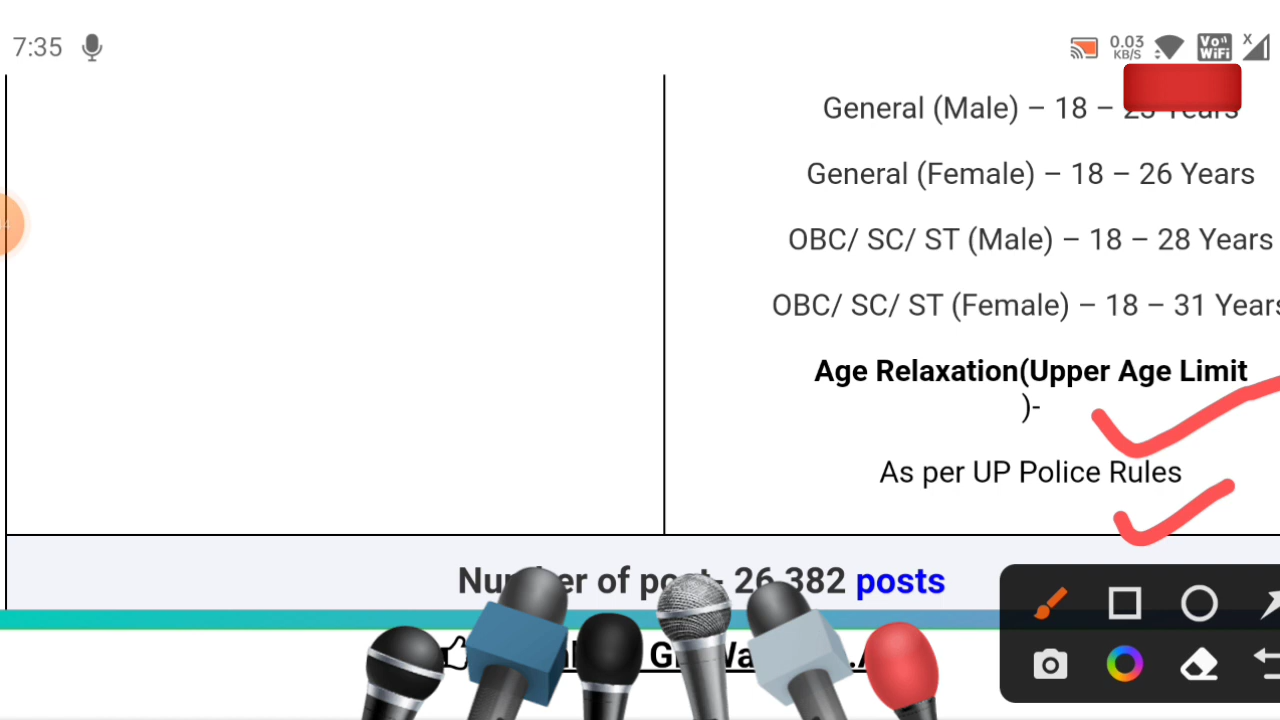 7:35
0.03
KB/S
Vo
WiFi
X
General (Male) – 18 –
General (Female) – 18 – 26 Years
OBC/ SC/ ST (Male) – 18 – 28 Years
OBC/ SC/ ST (Female) – 18 – 31 Years
Age Relaxation(Upper Age Limit
)-
As per UP Police Rules
of 26,382 posts